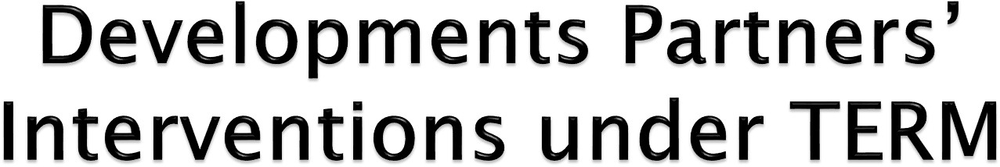 Developments Partners’
Interventions under TERM